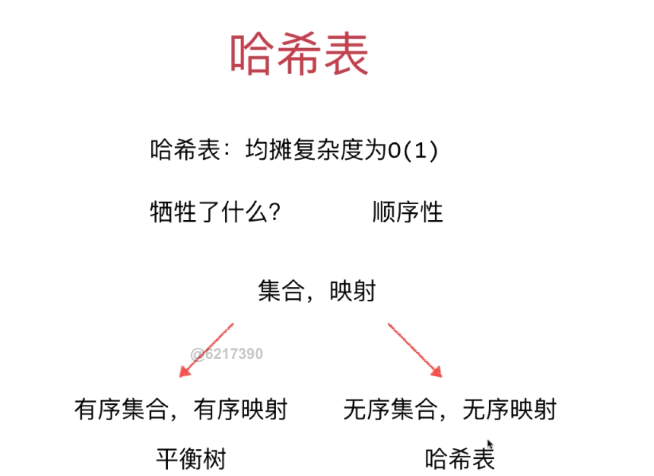 哈希表
哈希表：均摊复杂度为O(1)
牺牲了什么？ 顺序性
集合，映射
@6217390
有序集合，有序映射 无序集合，无序映射
平衡树 哈希表